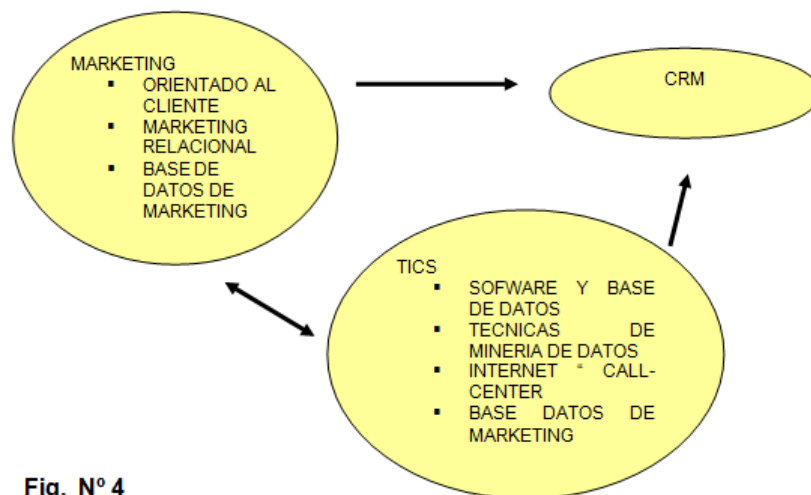 MARKETING
▪ ORIENTADO AL
CLIENTE
▪ MARKETING
RELACIONAL
▪ BASE DE
DATOS DE
MARKETING
CRM
TICS
▪ SOFWARE Y BASE
DE DATOS
▪ TECNICAS DE
MINERIA DE DATOS
▪ INTERNET “ CALL-
CENTER
▪ BASE DATOS DE
MARKETING
Fig. Nº 4